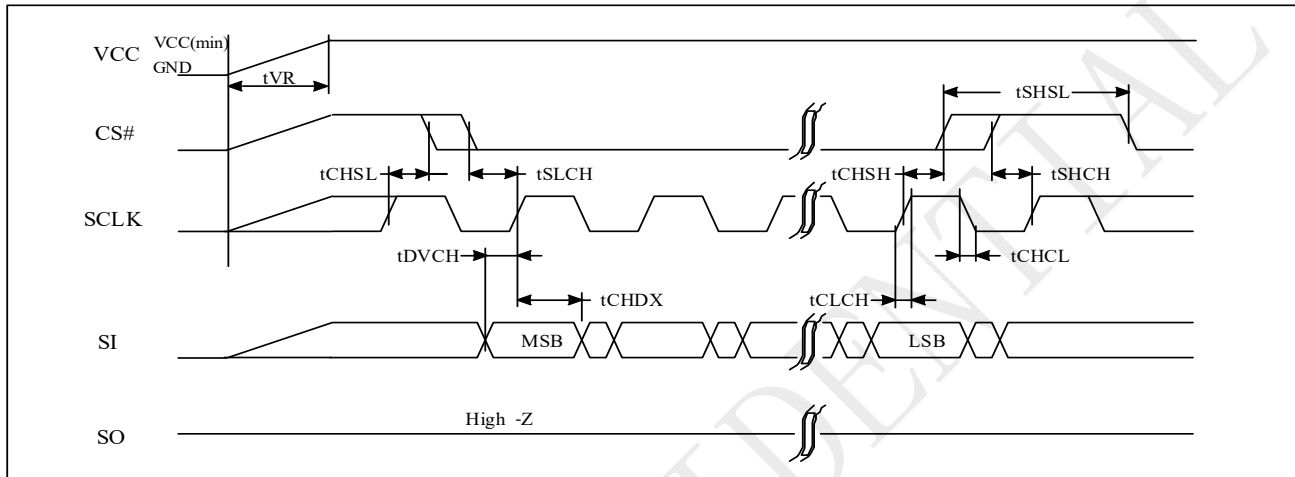 VCC VCC(min)
GND
tVR
tSHSL
CS#
tCHSL tSLCH tCHSH tSHCH
SCLK
tDVCH tCHCL
tCHDX tCLCH
SI MSB LSB
High -Z
SO
IDENTIAL